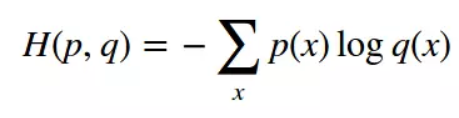 H(p, q) = − ∑ p(x) log q(x)
x